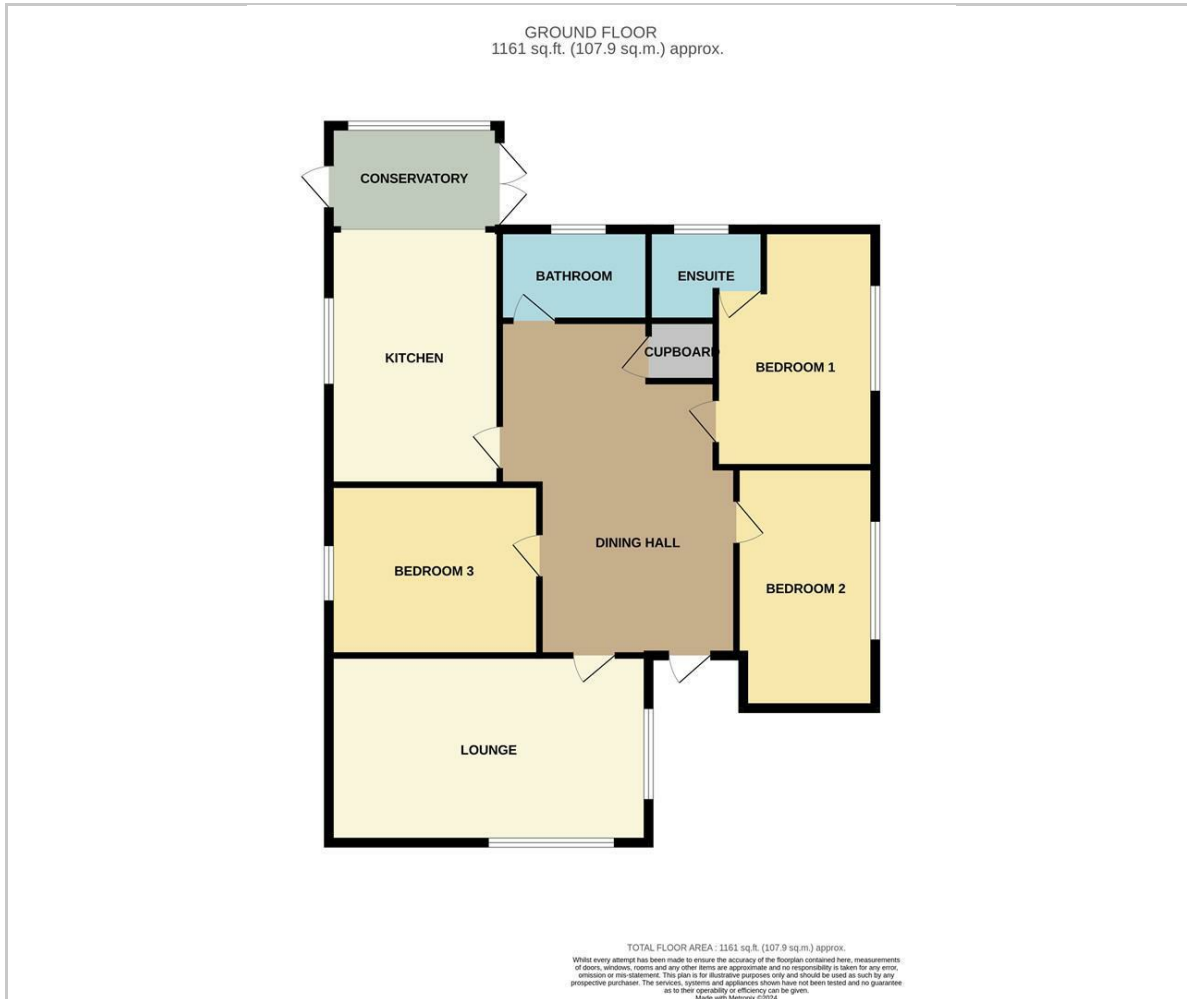 GROUND FLOOR
1161 sq.ft. (107.9 sq.m.) approx.
CONSERVATORY
BATHROOM
ENSUITE
KITCHEN
CUPBOARD
BEDROOM 1
DINING HALL
BEDROOM 3
BEDROOM 2
LOUNGE
TOTAL FLOOR AREA : 1161 sq.ft. (107.9 sq.m.) approx.
Whilst every attempt has been made to ensure the accuracy of the floorplan contained here, measurements
of doors, windows, rooms and any other items are approximate and no responsibility is taken for any error,
omission or mis-statement. This plan is for illustrative purposes only and should be used as such by any
prospective purchaser. The services, systems and appliances shown have not been tested and no guarantee
as to their operability or efficiency can be given.
Made with Metropix ©2024